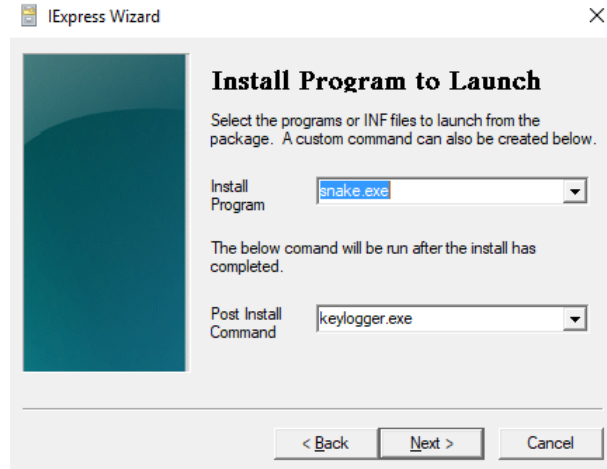 IExpress Wizard
Install Program to Launch
Select the programs or INF files to launch from the
package. A custom command can also be created below.
Install
Program
snake.exe
The below comand will be run after the install has
completed.
Post Install
Command
keylogger.exe
< Back
Next >
Cancel